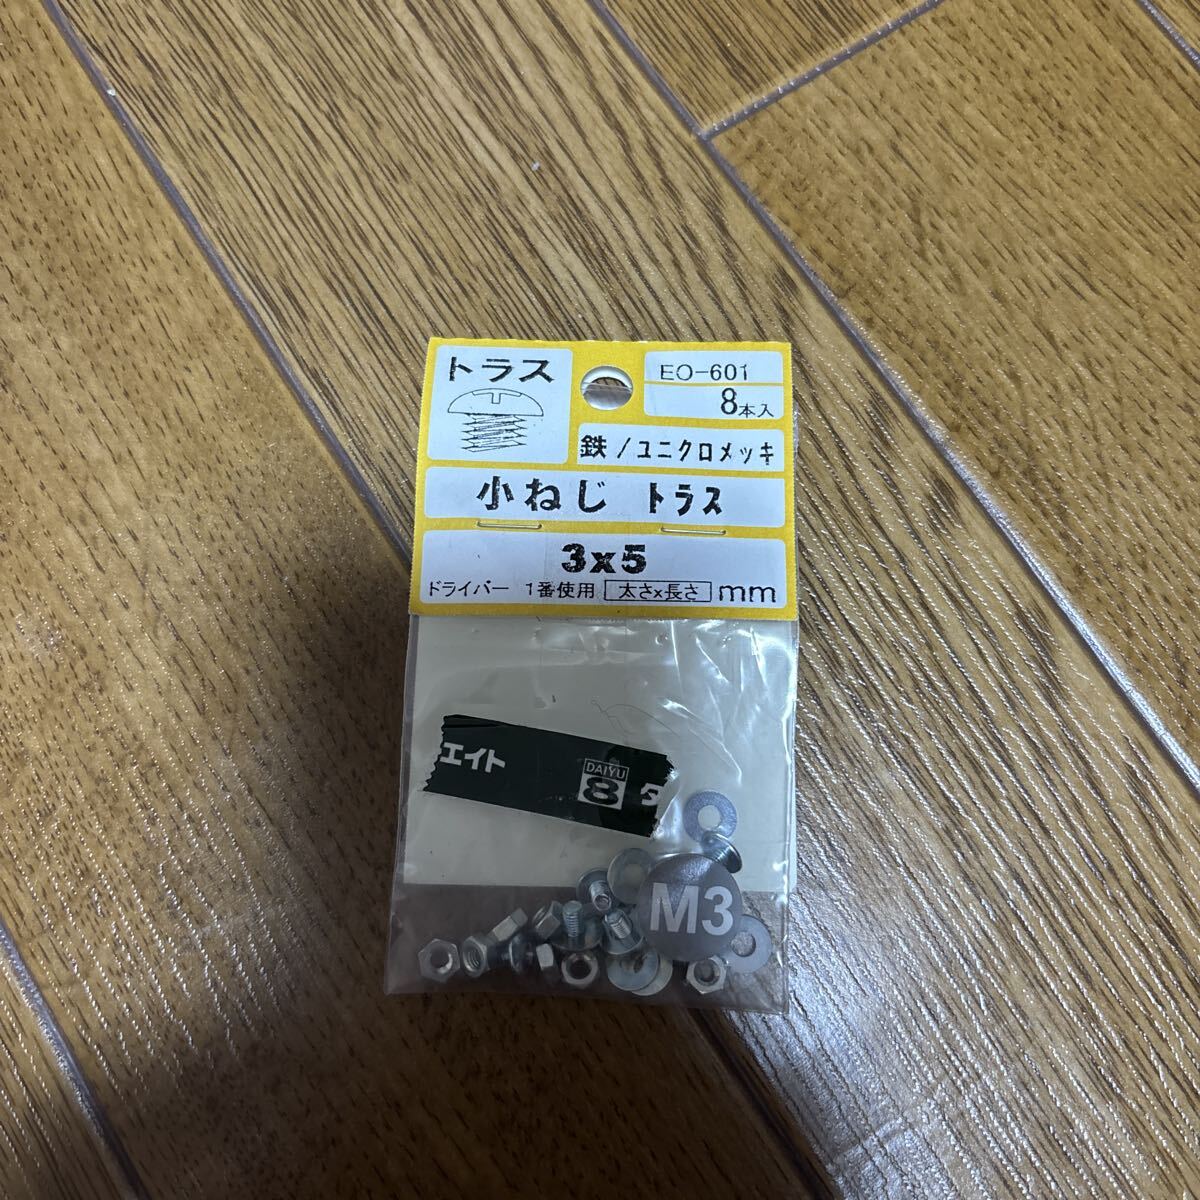 トラス
EO-601
8本入
鉄/ユニクロメッキ
小ねじ トラス
3x5
ドライバー 1番使用 太さx長さ mm
エイト
DAIYU
8
タ
M3